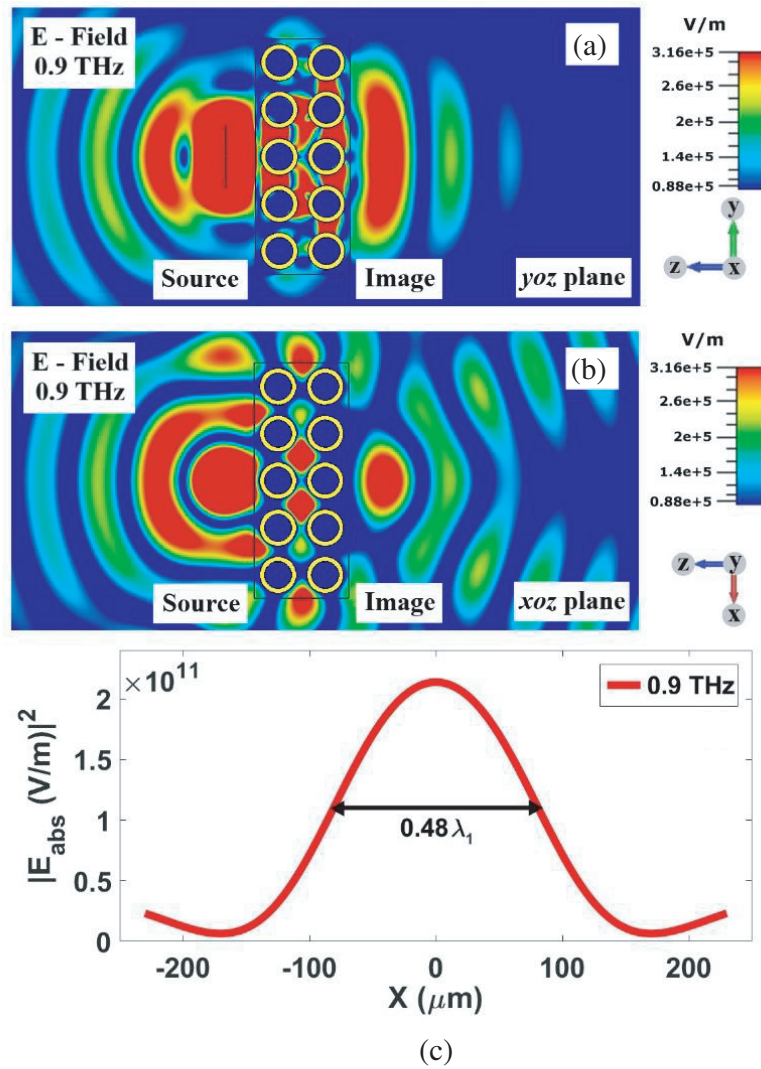 E - Field
0.9 THz
(a)
Source
Image
yoz plane
V/m
3.16e+5
2.6e+5
2e+5
1.4e+5
0.88e+5
y
z
x
E - Field
0.9 THz
(b)
Source
Image
xoz plane
V/m
3.16e+5
2.6e+5
2e+5
1.4e+5
0.88e+5
z
y
x
×10¹¹
2
1.5
1
0.5
0
|E_abs (V/m)|²
0.9 THz
0.48 λ₁
-200 -100 0 100 200
X (μm)
(c)